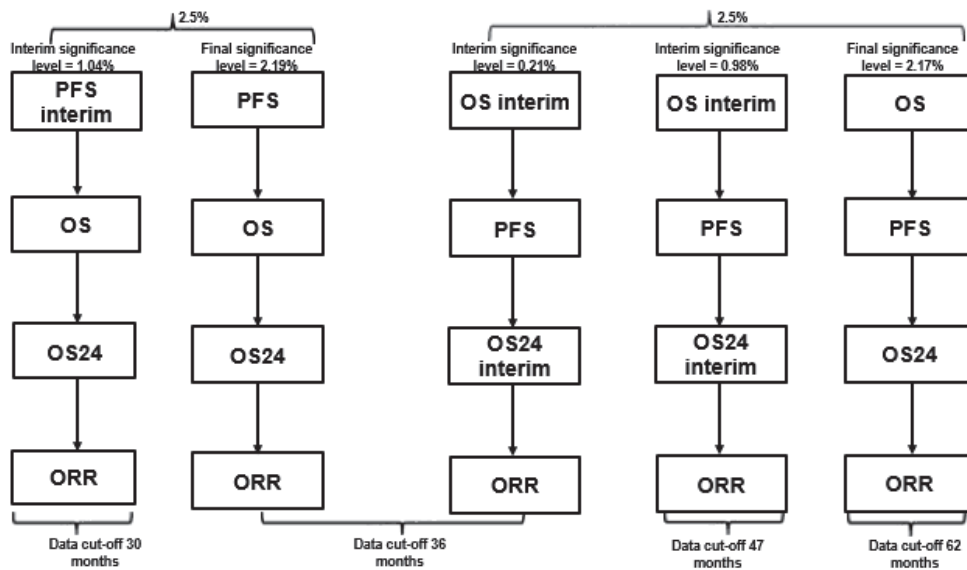 2.5%
2.5%
Interim significance
level = 1.04%
Final significance
level = 2.19%
Interim significance
level = 0.21%
Interim significance
level = 0.98%
Final significance
level = 2.17%
PFS
interim
PFS
OS interim
OS interim
OS
OS
OS
PFS
PFS
PFS
OS24
OS24
OS24
interim
OS24
interim
OS24
ORR
ORR
ORR
ORR
ORR
Data cut-off 30
months
Data cut-off 36
months
Data cut-off 47
months
Data cut-off 62
months